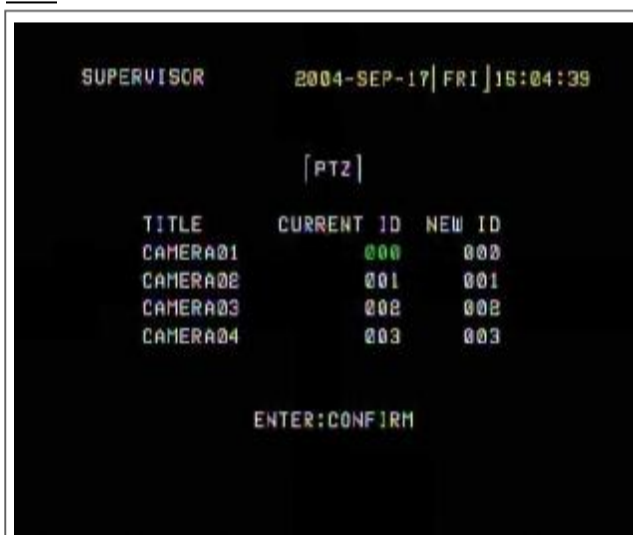 SUPERVISOR 2004-SEP-17[FRI]15:04:39
[PTZ]
TITLE CURRENT ID NEW ID
CAMERA01 000 000
CAMERA02 001 001
CAMERA03 002 002
CAMERA04 003 003
ENTER:CONFIRM